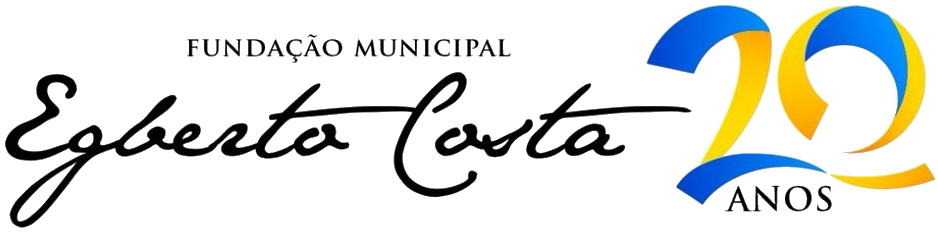 FUNDAÇÃO MUNICIPAL
Egberto Costa
20
ANOS